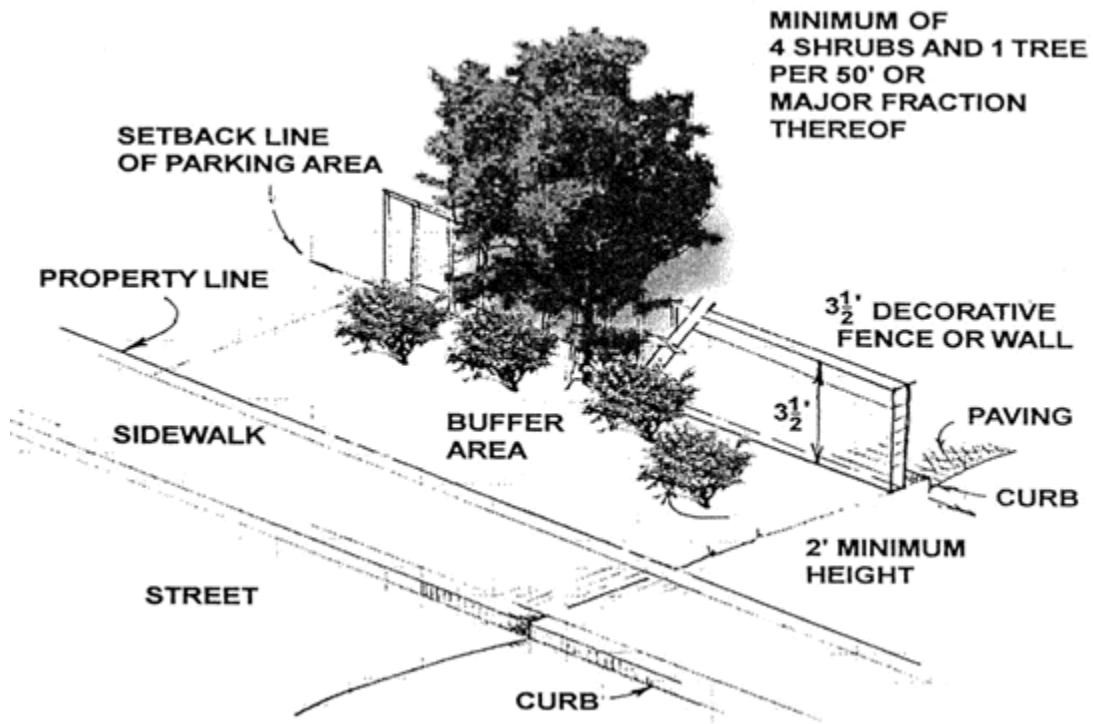 MINIMUM OF
4 SHRUBS AND 1 TREE
PER 50' OR
MAJOR FRACTION
THEREOF
SETBACK LINE
OF PARKING AREA
PROPERTY LINE
3½' DECORATIVE
FENCE OR WALL
3½'
PAVING
SIDEWALK
BUFFER
AREA
CURB
2' MINIMUM
HEIGHT
STREET
CURB